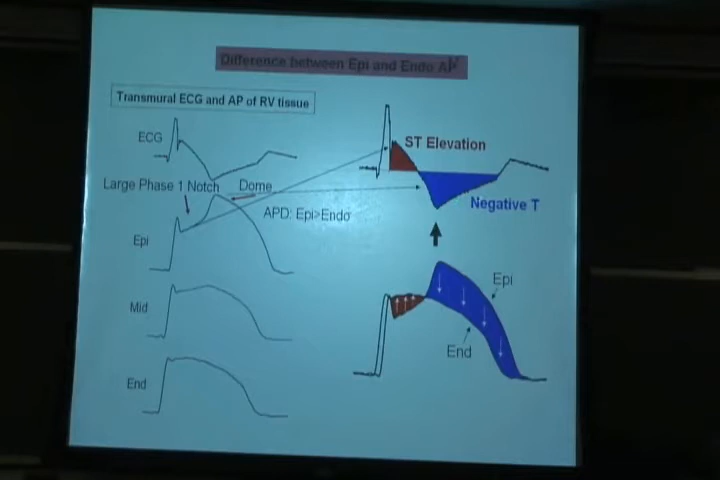 Difference between Epi and Endo AP
Transmural ECG and AP of RV tissue
ECG
ST Elevation
Large Phase 1 Notch
Dome
Negative T
APD: Epi>Endo
Epi
Epi
Mid
End
End